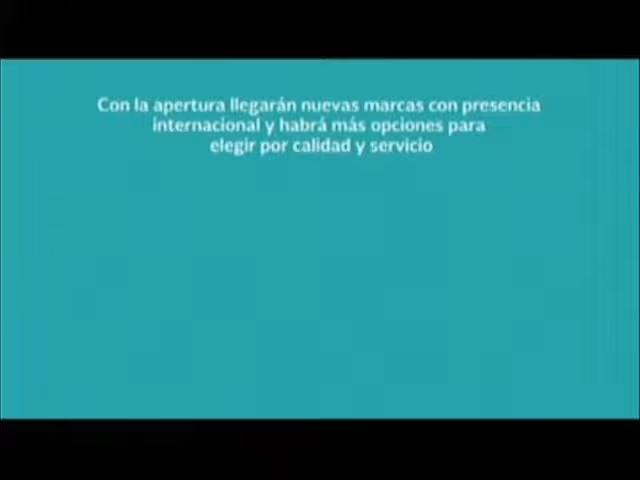 Con la apertura llegarán nuevas marcas con presencia
internacional y habrá más opciones para
elegir por calidad y servicio